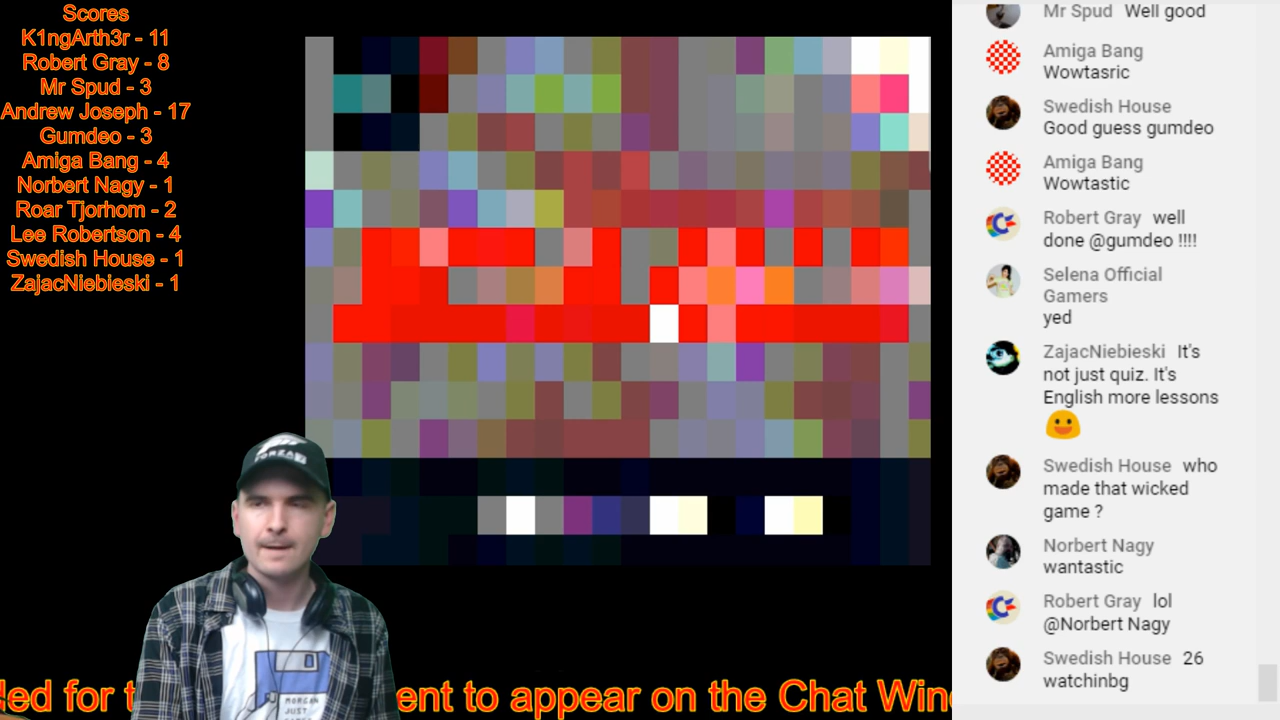 Scores
K1ngArth3r - 11
Robert Gray - 8
Mr Spud - 3
Andrew Joseph - 17
Gumdeo - 3
Amiga Bang - 4
Norbert Nagy - 1
Roar Tjorhom - 2
Lee Robertson - 4
Swedish House - 1
ZajacNiebieski - 1
Mr Spud Well good
Amiga Bang
Wowtasric
Swedish House
Good guess gumdeo
Amiga Bang
Wowtastic
Robert Gray well
done @gumdeo !!!!
Selena Official
Gamers
yed
ZajacNiebieski It's
not just quiz. It's
English more lessons
Swedish House who
made that wicked
game ?
Norbert Nagy
wantastic
Robert Gray lol
@Norbert Nagy
Swedish House 26
watchinbg
FORZA
MORGAN
JUST
for ent to appear on the Chat